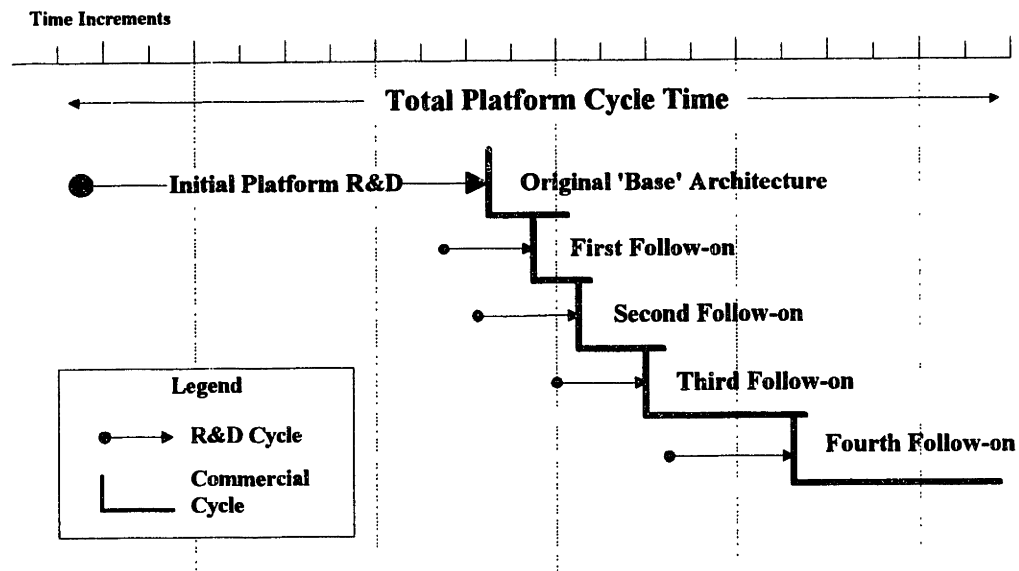 Time Increments
Total Platform Cycle Time
Initial Platform R&D
Original 'Base' Architecture
First Follow-on
Second Follow-on
Third Follow-on
Fourth Follow-on
Legend
R&D Cycle
Commercial
Cycle